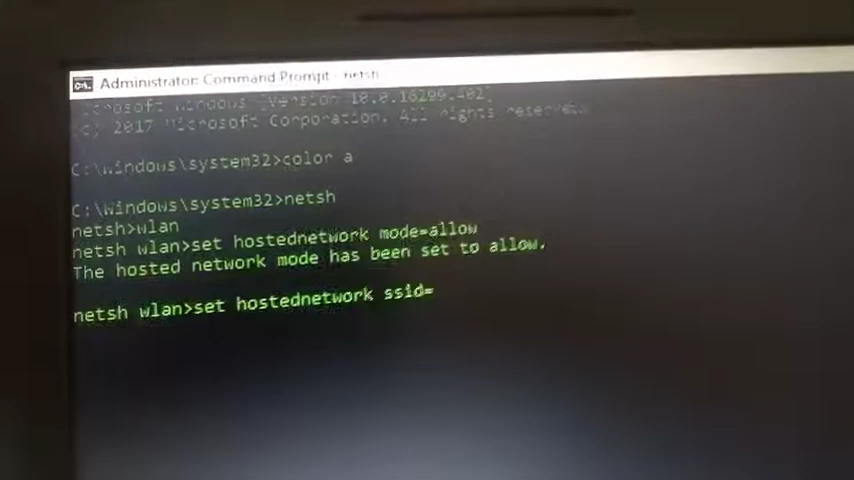 Administrator: Command Prompt - netsh
Microsoft Windows [Version 10.0.16299.402]
(c) 2017 Microsoft Corporation. All rights reserved.
C:\Windows\system32>color a
C:\Windows\system32>netsh
netsh>wlan
netsh wlan>set hostednetwork mode=allow
The hosted network mode has been set to allow.
netsh wlan>set hostednetwork ssid=